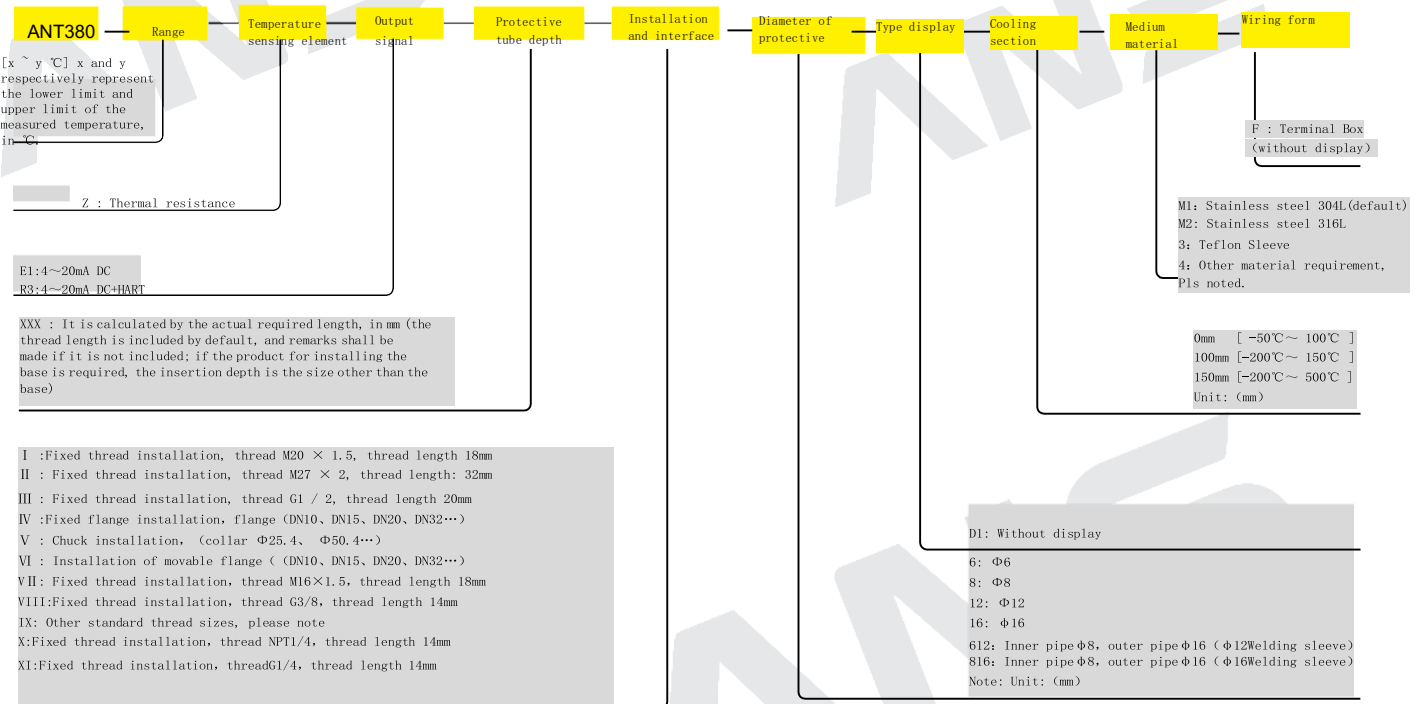 ANT380
Range
Temperature
sensing element
Output
signal
Protective
tube depth
Installation
and interface
Diameter of
protective
Type display
Cooling
section
Medium
material
Wiring form
[x ~ y ℃] x and y
respectively represent
the lower limit and
upper limit of the
measured temperature,
in ℃.
Z : Thermal resistance
E1:4～20mA DC
R3:4～20mA DC+HART
XXX : It is calculated by the actual required length, in mm (the
thread length is included by default, and remarks shall be
made if it is not included; if the product for installing the
base is required, the insertion depth is the size other than the
base)
Ⅰ :Fixed thread installation, thread M20 × 1.5, thread length 18mm
Ⅱ : Fixed thread installation, thread M27 × 2, thread length: 32mm
Ⅲ : Fixed thread installation, thread G1 / 2, thread length 20mm
Ⅳ :Fixed flange installation，flange（DN10、DN15、DN20、DN32…）
Ⅴ : Chuck installation, （collar Φ25.4、 Φ50.4…）
Ⅵ : Installation of movable flange（（DN10、DN15、DN20、DN32…）
VⅡ: Fixed thread installation，thread M16×1.5，thread length 18mm
VIII:Fixed thread installation，thread G3/8，thread length 14mm
IX: Other standard thread sizes, please note
X:Fixed thread installation，thread NPT1/4，thread length 14mm
XI:Fixed thread installation，threadG1/4，thread length 14mm
F : Terminal Box
（without display）
M1: Stainless steel 304L(default)
M2: Stainless steel 316L
3: Teflon Sleeve
4: Other material requirement,
Pls noted.
0mm [ -50℃～ 100℃ ]
100mm [-200℃～ 150℃ ]
150mm [-200℃～ 500℃ ]
Unit:（mm）
D1: Without display
6: Φ6
8: Φ8
12: Φ12
16: ϕ16
612: Inner pipeϕ8，outer pipeϕ16（ϕ12Welding sleeve）
816: Inner pipeϕ8，outer pipeϕ16（ϕ16Welding sleeve）
Note: Unit:（mm）